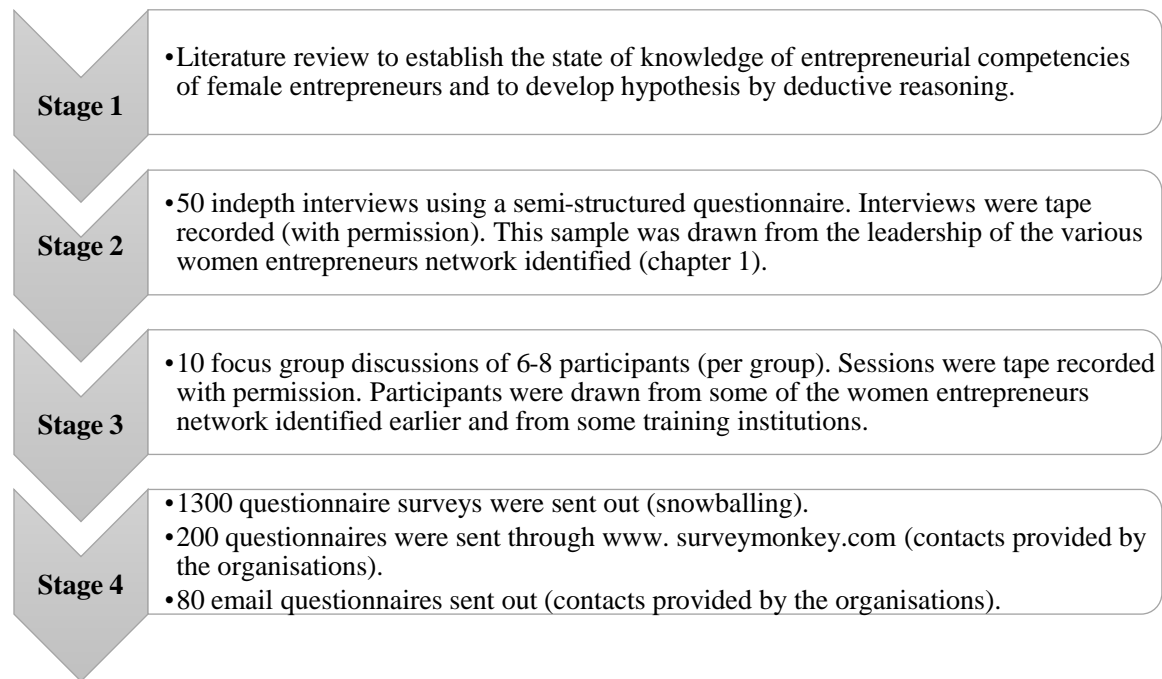 Stage 1
•Literature review to establish the state of knowledge of entrepreneurial competencies
of female entrepreneurs and to develop hypothesis by deductive reasoning.
Stage 2
•50 indepth interviews using a semi-structured questionnaire. Interviews were tape
recorded (with permission). This sample was drawn from the leadership of the various
women entrepreneurs network identified (chapter 1).
Stage 3
•10 focus group discussions of 6-8 participants (per group). Sessions were tape recorded
with permission. Participants were drawn from some of the women entrepreneurs
network identified earlier and from some training institutions.
Stage 4
•1300 questionnaire surveys were sent out (snowballing).
•200 questionnaires were sent through www. surveymonkey.com (contacts provided by
the organisations).
•80 email questionnaires sent out (contacts provided by the organisations).